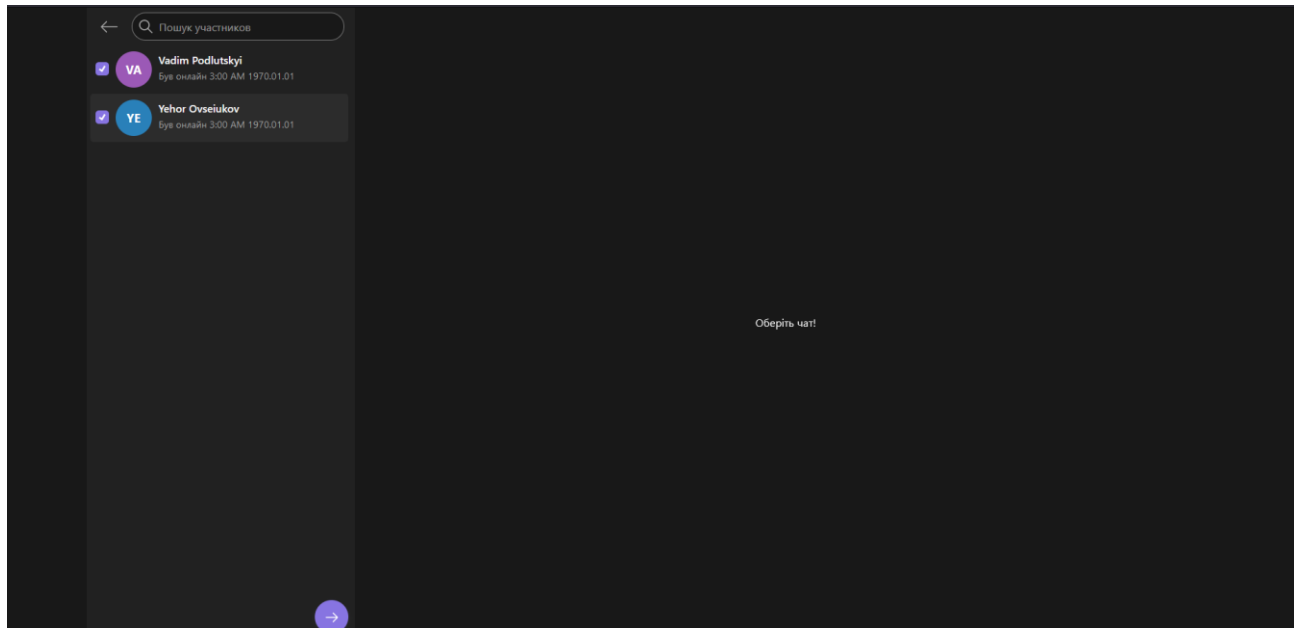 Пошук участников
VA
Vadim Podlutskyi
Був онлайн 3:00 AM 1970.01.01
YE
Yehor Ovseiukov
Був онлайн 3:00 AM 1970.01.01
Оберіть чат!